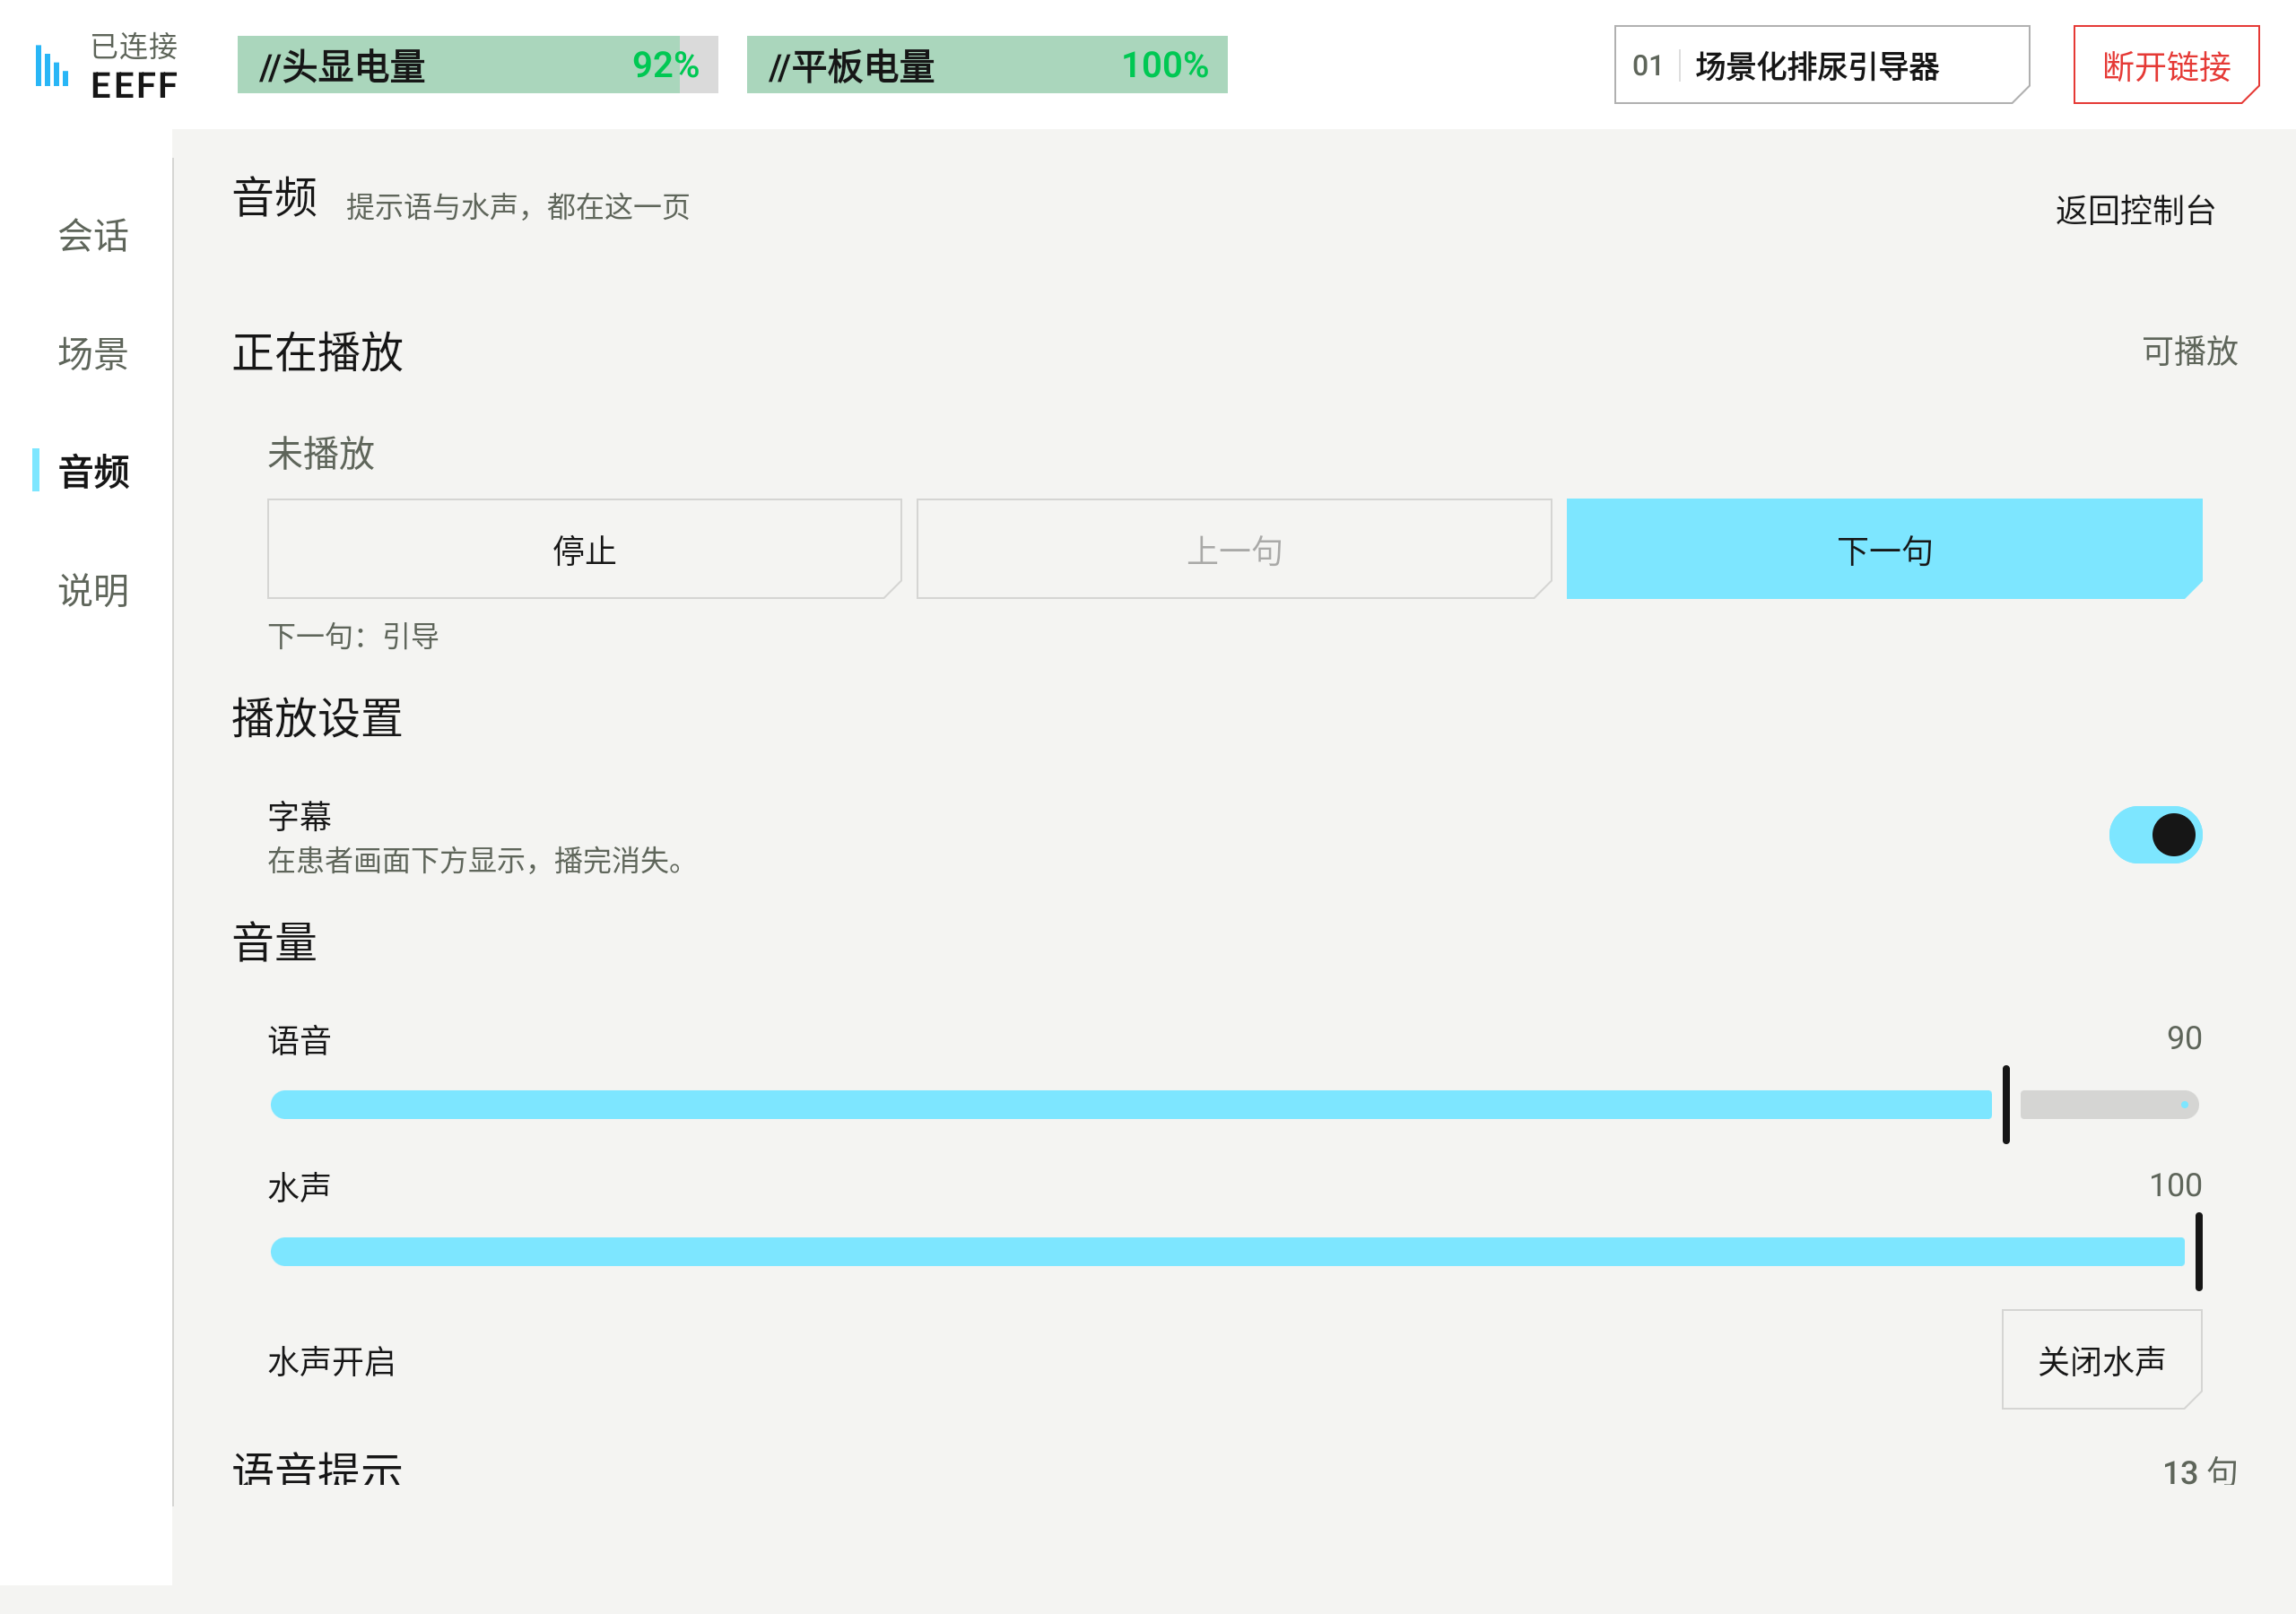 已连接
EEFF
//头显电量 92%
//平板电量 100%
01 场景化排尿引导器
断开链接
会话
场景
音频
说明
音频 提示语与水声，都在这一页
返回控制台
正在播放
可播放
未播放
停止
上一句
下一句
下一句：引导
播放设置
字幕
在患者画面下方显示，播完消失。
音量
语音
90
水声
100
水声开启
关闭水声
语音提示
13 句